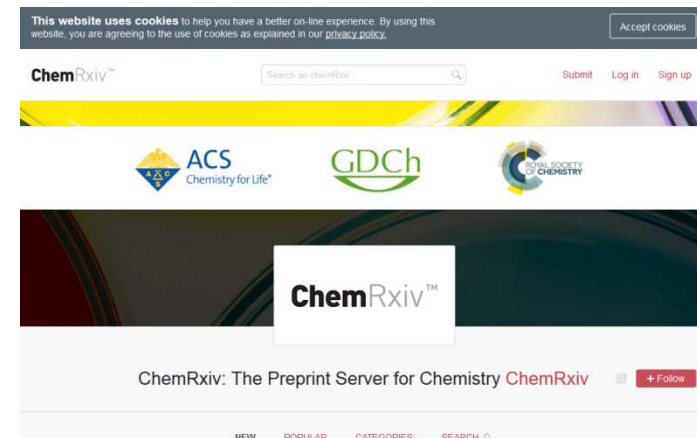 This website uses cookies to help you have a better on-line experience. By using this
website, you are agreeing to the use of cookies as explained in our privacy policy.
Accept cookies
ChemRxiv™
Search on chemRxiv...
Submit Log in Sign up
ACS
Chemistry for Life®
A C S
GDCh
ROYAL SOCIETY
OF CHEMISTRY
ChemRxiv™
ChemRxiv: The Preprint Server for Chemistry ChemRxiv
+ Follow
NEW POPULAR CATEGORIES SEARCH